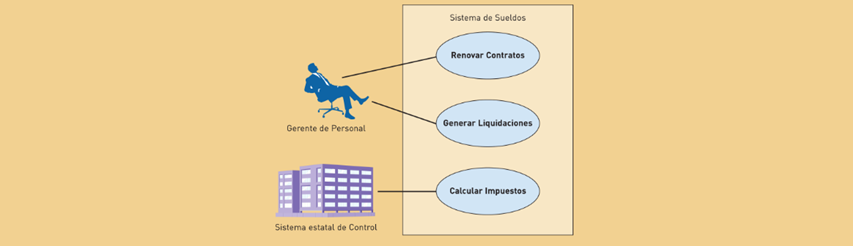 Sistema de Sueldos
Renovar Contratos
Gerente de Personal
Generar Liquidaciones
Calcular Impuestos
Sistema estatal de Control